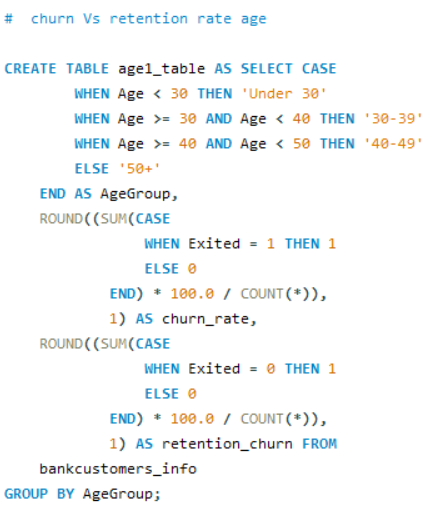 #  churn Vs retention rate age
CREATE TABLE age1_table AS SELECT CASE
WHEN Age < 30 THEN 'Under 30'
WHEN Age >= 30 AND Age < 40 THEN '30-39'
WHEN Age >= 40 AND Age < 50 THEN '40-49'
ELSE '50+'
END AS AgeGroup,
ROUND((SUM(CASE
WHEN Exited = 1 THEN 1
ELSE 0
END) * 100.0 / COUNT(*)),
1) AS churn_rate,
ROUND((SUM(CASE
WHEN Exited = 0 THEN 1
ELSE 0
END) * 100.0 / COUNT(*)),
1) AS retention_churn FROM
bankcustomers_info
GROUP BY AgeGroup;